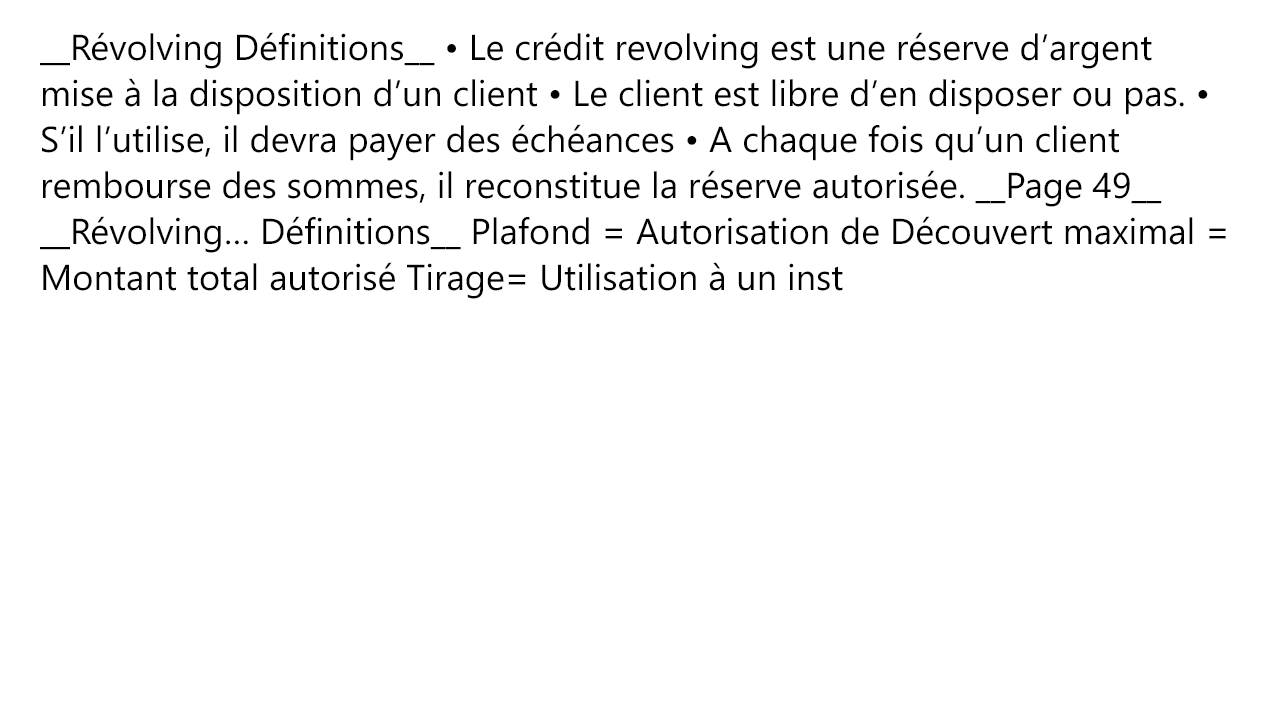 __Révolving Définitions__ • Le crédit revolving est une réserve d’argent
mise à la disposition d’un client • Le client est libre d’en disposer ou pas. •
S’il l’utilise, il devra payer des échéances • A chaque fois qu’un client
rembourse des sommes, il reconstitue la réserve autorisée. __Page 49__
__Révolving… Définitions__ Plafond = Autorisation de Découvert maximal =
Montant total autorisé Tirage= Utilisation à un inst